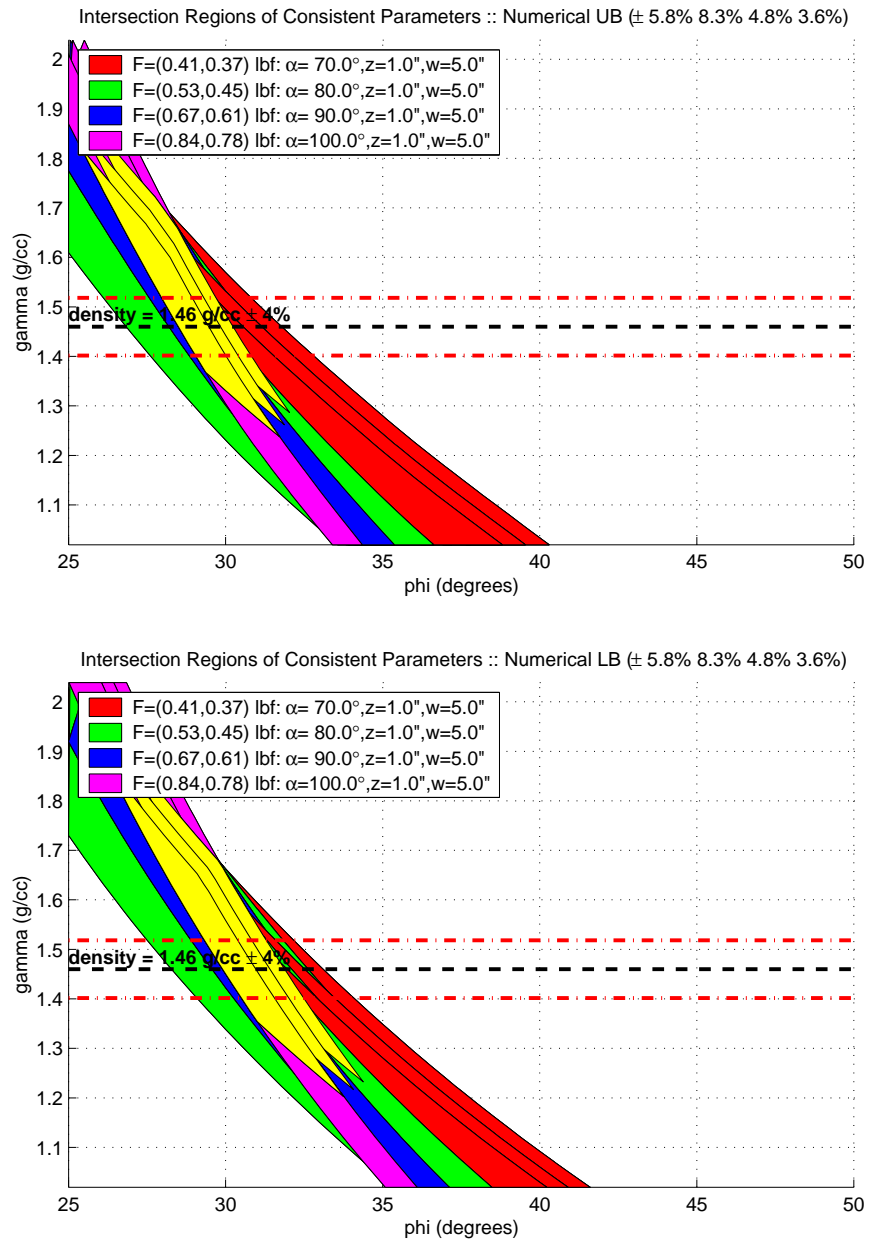 Intersection Regions of Consistent Parameters :: Numerical UB (± 5.8% 8.3% 4.8% 3.6%)
2
F=(0.41,0.37) lbf: α= 70.0°,z=1.0",w=5.0"
F=(0.53,0.45) lbf: α= 80.0°,z=1.0",w=5.0"
1.9
F=(0.67,0.61) lbf: α= 90.0°,z=1.0",w=5.0"
F=(0.84,0.78) lbf: α=100.0°,z=1.0",w=5.0"
1.8
1.7
1.6
gamma (g/cc)
1.5
density = 1.46 g/cc ± 4%
1.4
1.3
1.2
1.1
25 30 35 40 45 50
phi (degrees)
Intersection Regions of Consistent Parameters :: Numerical LB (± 5.8% 8.3% 4.8% 3.6%)
2
F=(0.41,0.37) lbf: α= 70.0°,z=1.0",w=5.0"
F=(0.53,0.45) lbf: α= 80.0°,z=1.0",w=5.0"
1.9
F=(0.67,0.61) lbf: α= 90.0°,z=1.0",w=5.0"
F=(0.84,0.78) lbf: α=100.0°,z=1.0",w=5.0"
1.8
1.7
1.6
gamma (g/cc)
1.5
density = 1.46 g/cc ± 4%
1.4
1.3
1.2
1.1
25 30 35 40 45 50
phi (degrees)